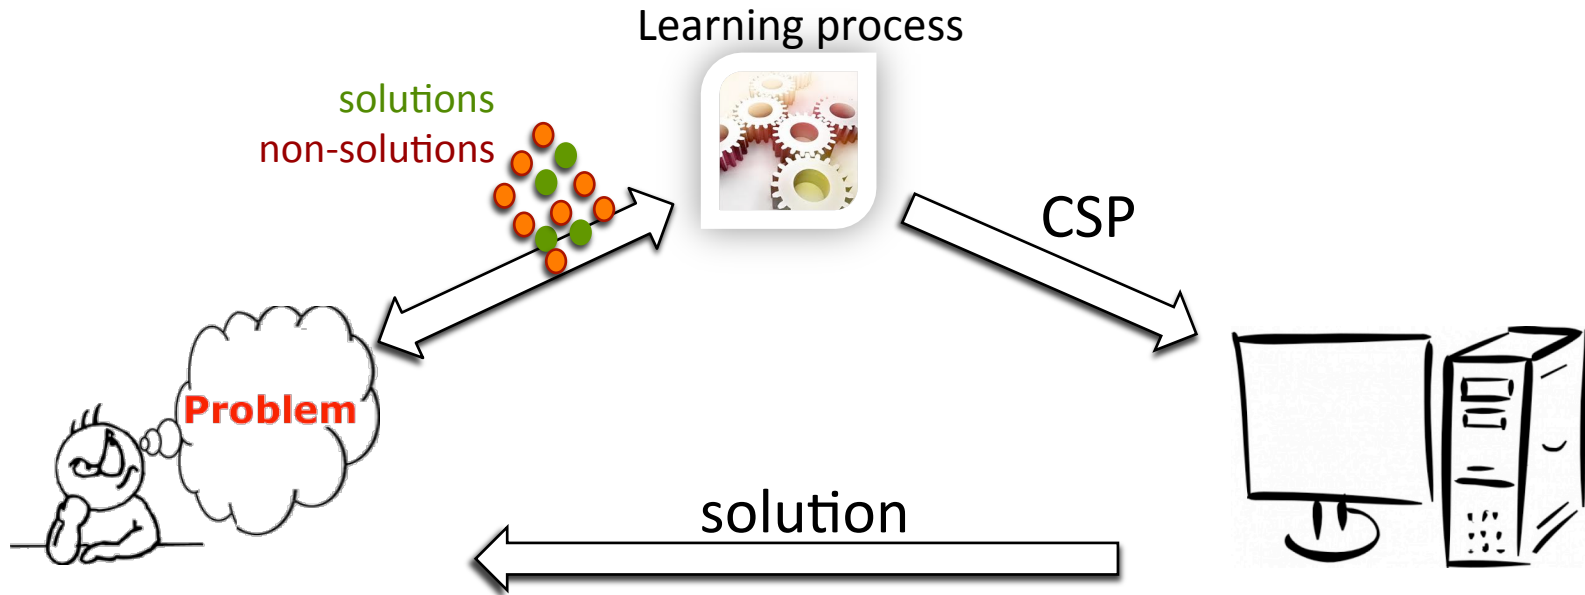 Learning process
solutions
non-solutions
CSP
Problem
solution